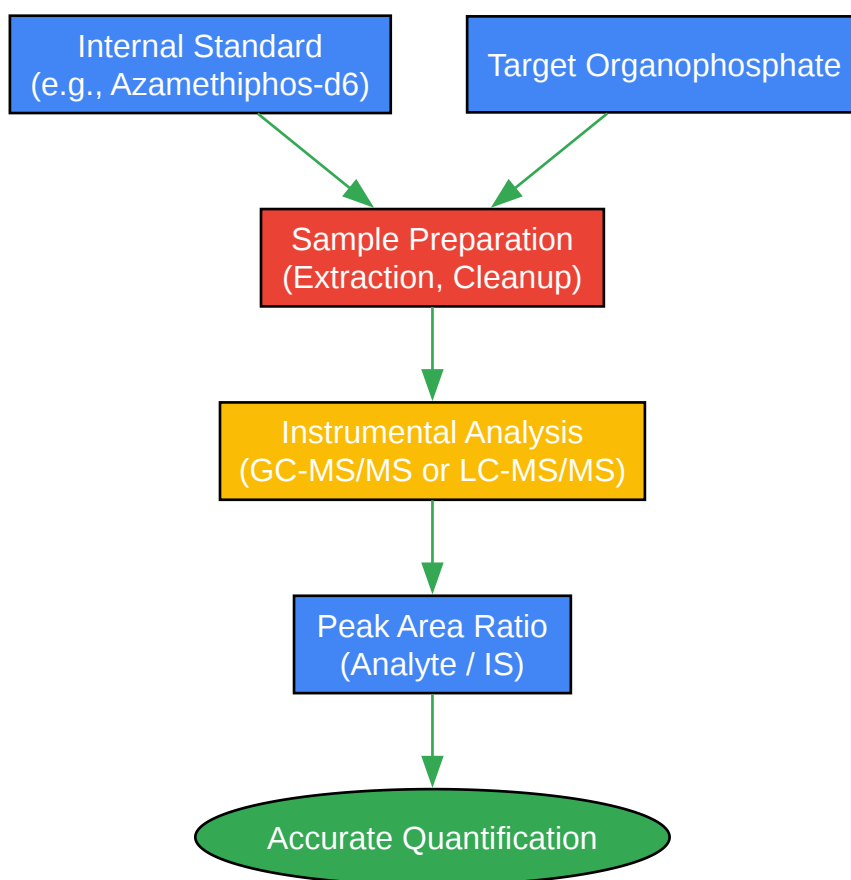 Internal Standard
(e.g., Azamethiphos-d6)
Target Organophosphate
Sample Preparation
(Extraction, Cleanup)
Instrumental Analysis
(GC-MS/MS or LC-MS/MS)
Peak Area Ratio
(Analyte / IS)
Accurate Quantification